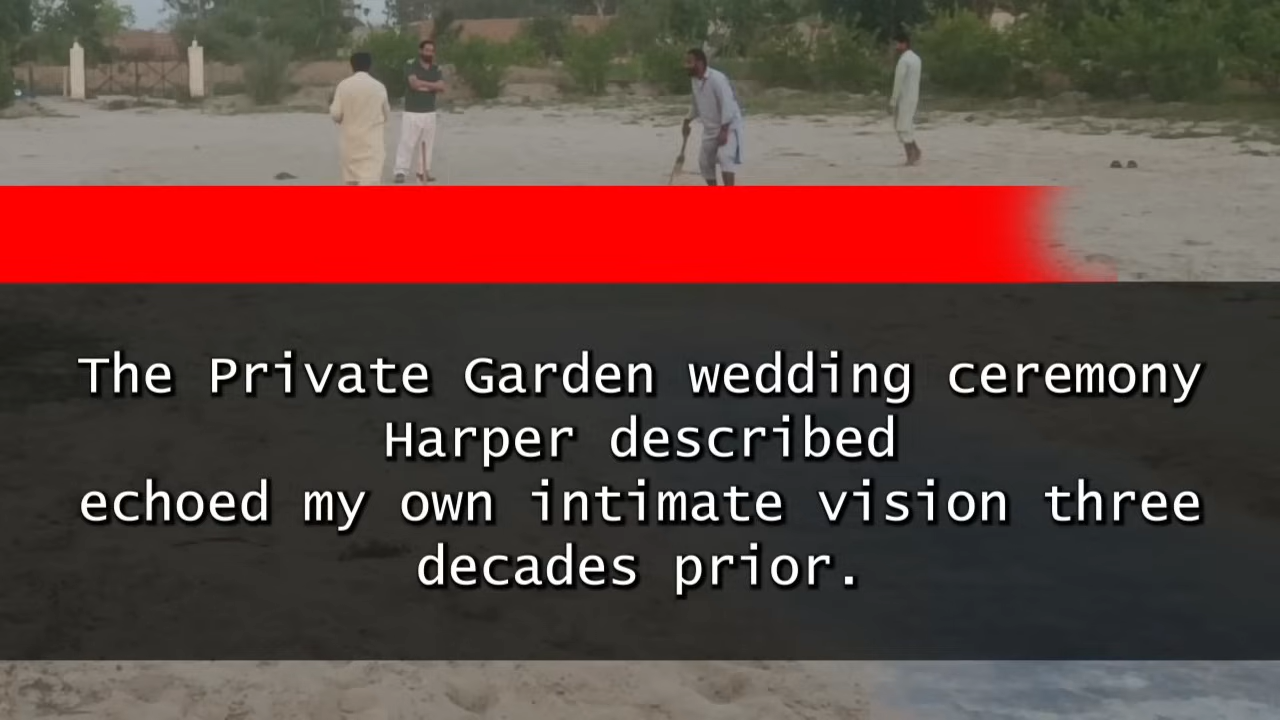 The Private Garden wedding ceremony
Harper described
echoed my own intimate vision three
decades prior.